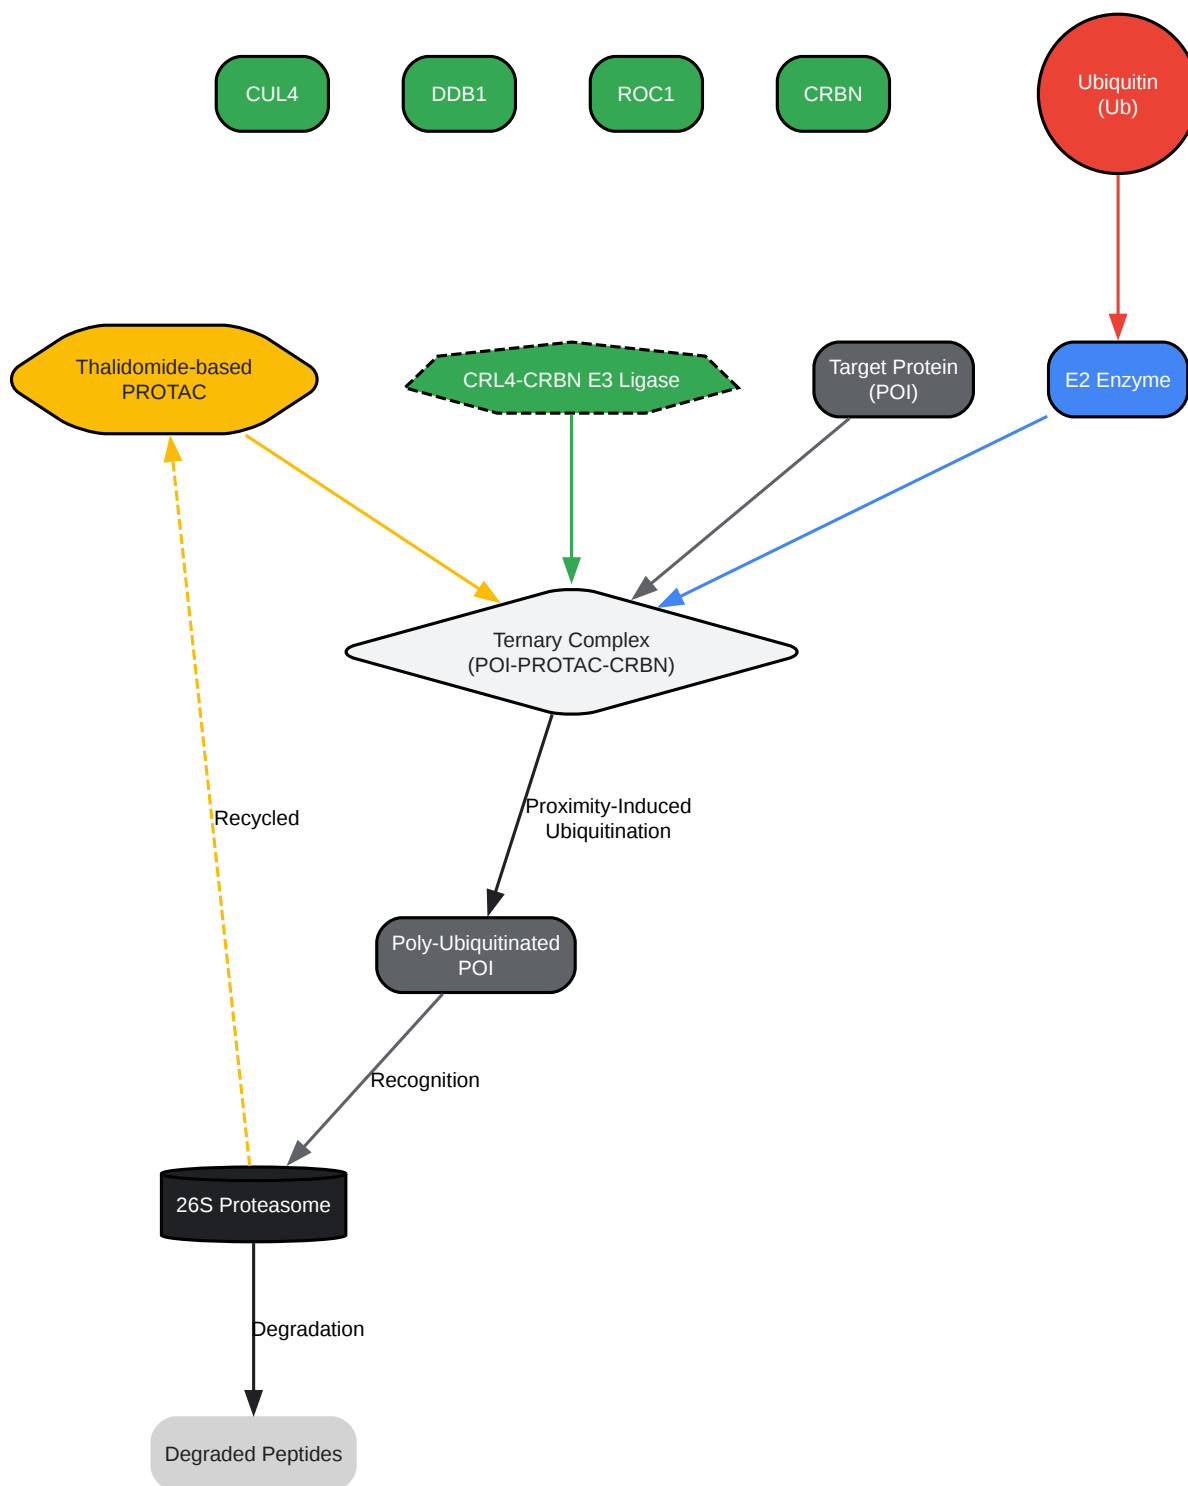 CUL4
DDB1
ROC1
CRBN
Ubiquitin
(Ub)
Thalidomide-based
PROTAC
CRL4-CRBN E3 Ligase
Target Protein
(POI)
E2 Enzyme
Ternary Complex
(POI-PROTAC-CRBN)
Recycled
Proximity-Induced
Ubiquitination
Poly-Ubiquitinated
POI
Recognition
26S Proteasome
Degradation
Degraded Peptides